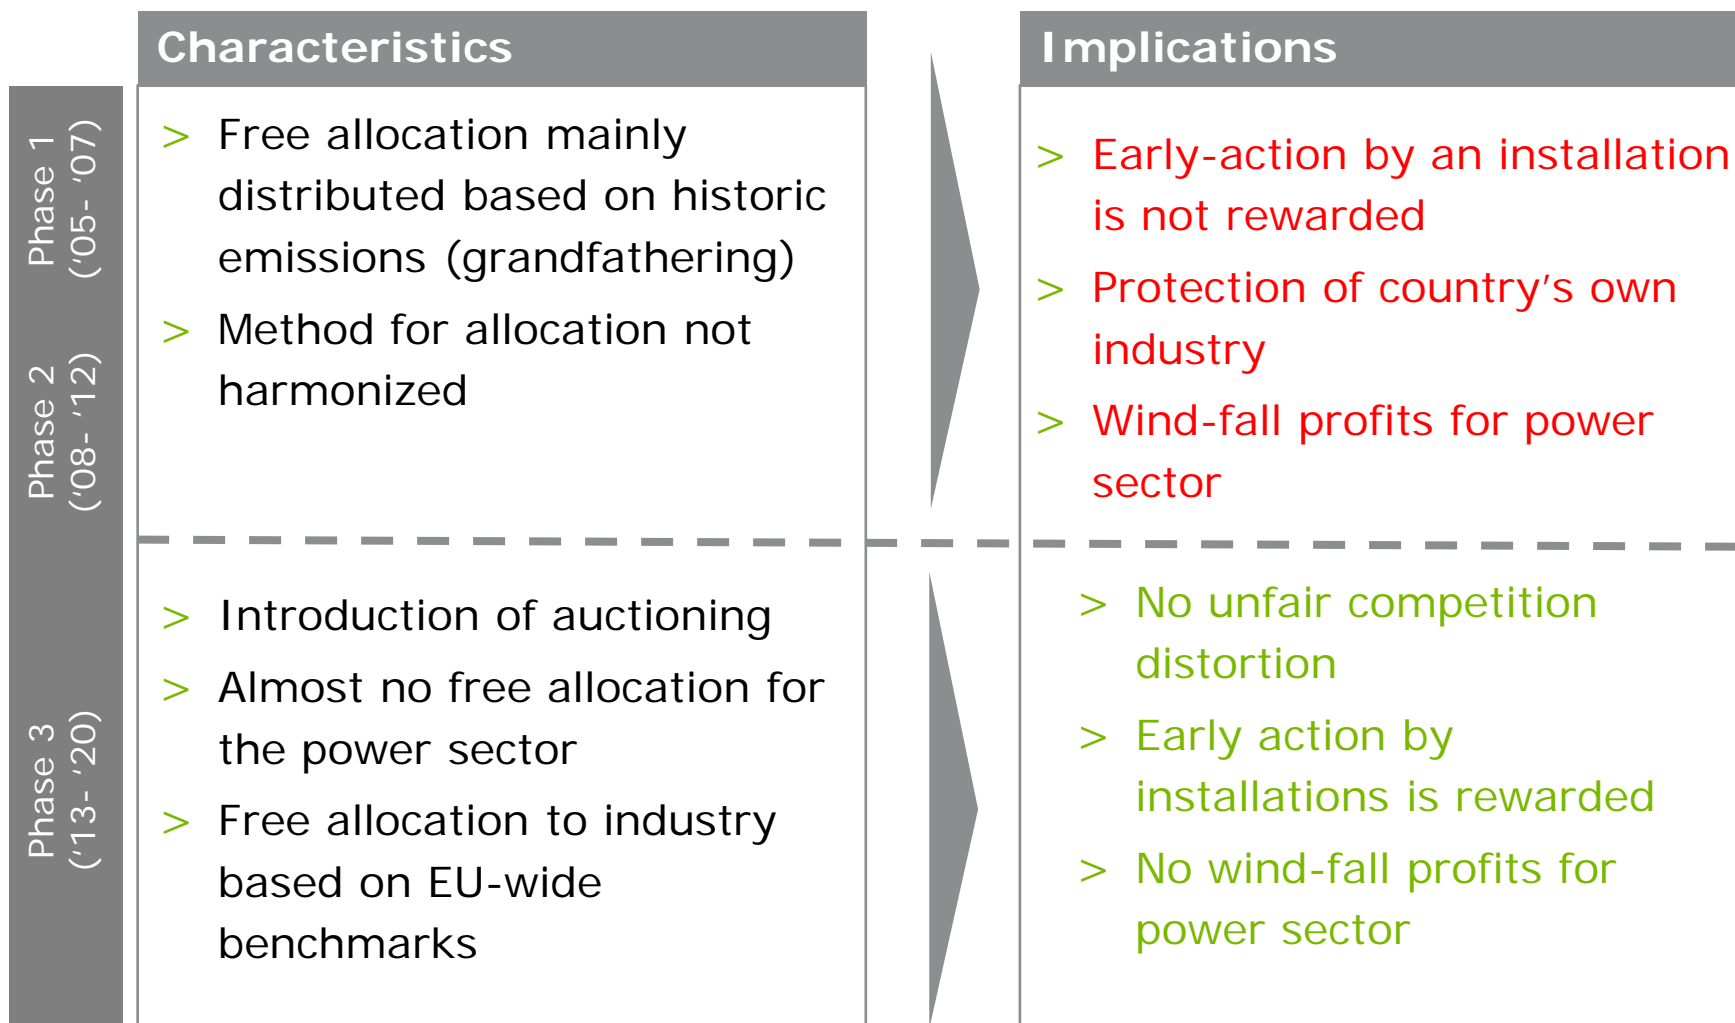 Characteristics
Implications
Phase 1
(‘05- ‘07)
> Free allocation mainly
distributed based on historic
emissions (grandfathering)
> Method for allocation not
harmonized
> Early-action by an installation
is not rewarded
> Protection of country’s own
industry
> Wind-fall profits for power
sector
Phase 2
(‘08- ‘12)
Phase 3
(‘13- ‘20)
> Introduction of auctioning
> Almost no free allocation for
the power sector
> Free allocation to industry
based on EU-wide
benchmarks
> No unfair competition
distortion
> Early action by
installations is rewarded
> No wind-fall profits for
power sector